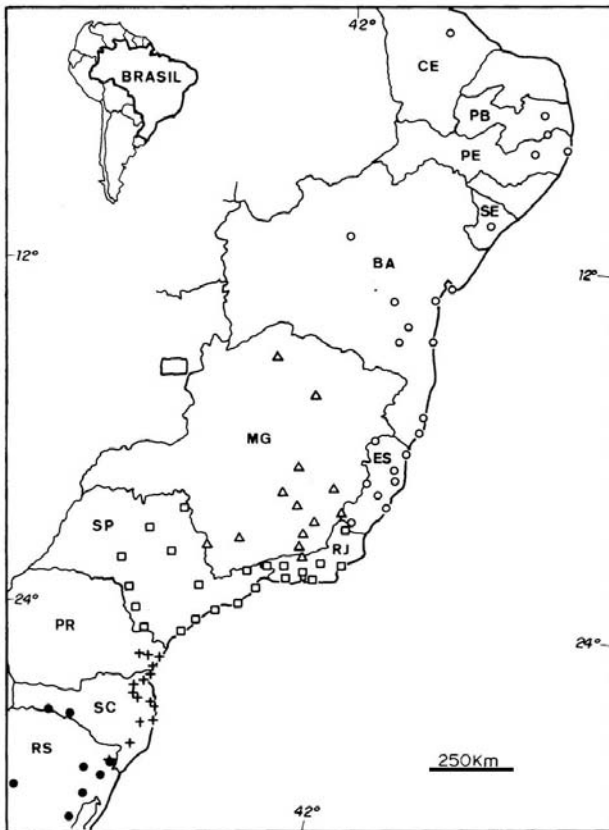 42°
BRASIL
CE
PB
PE
SE
12°
BA
12°
MG
ES
SP
RJ
24°
PR
24°
SC
RS
250Km
42°